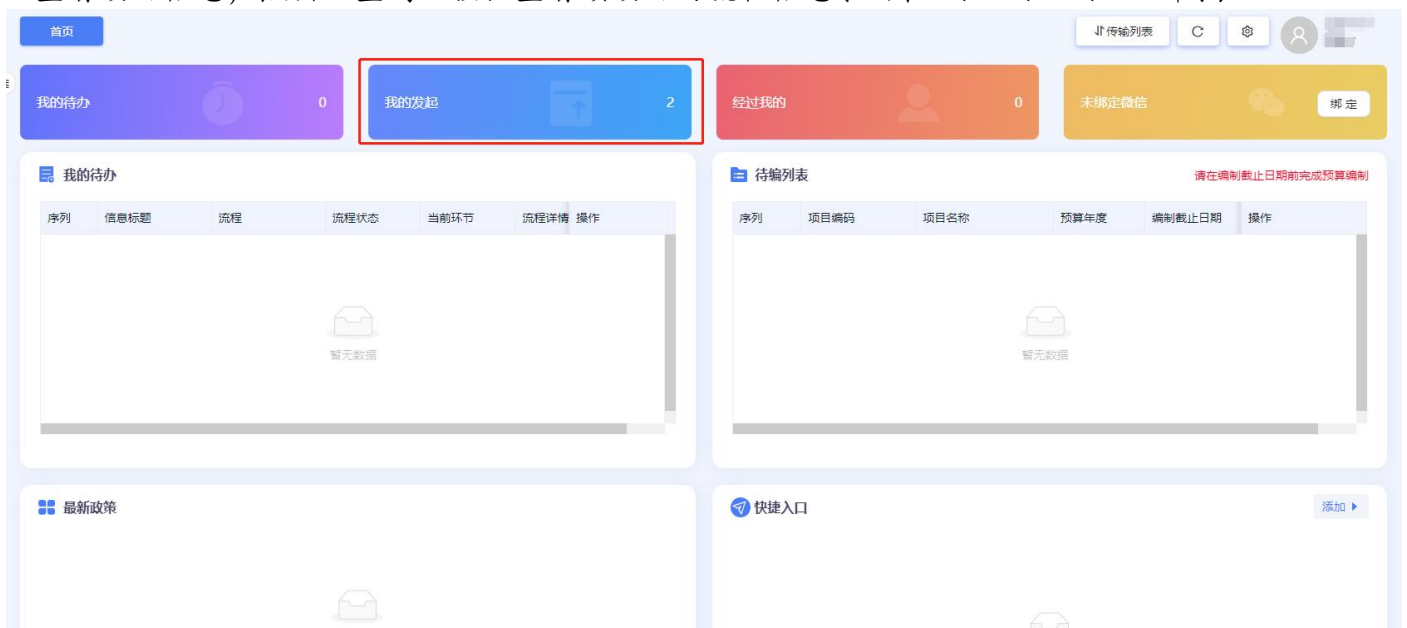 首页
传输列表
我的待办 0
我的发起 2
经过我的 0
未绑定微信 绑定
我的待办
序列 信息标题 流程 流程状态 当前环节 流程详情 操作
暂无数据
待编列表 请在编制截止日期前完成预算编制
序列 项目编码 项目名称 预算年度 编制截止日期 操作
暂无数据
最新政策
快捷入口 添加